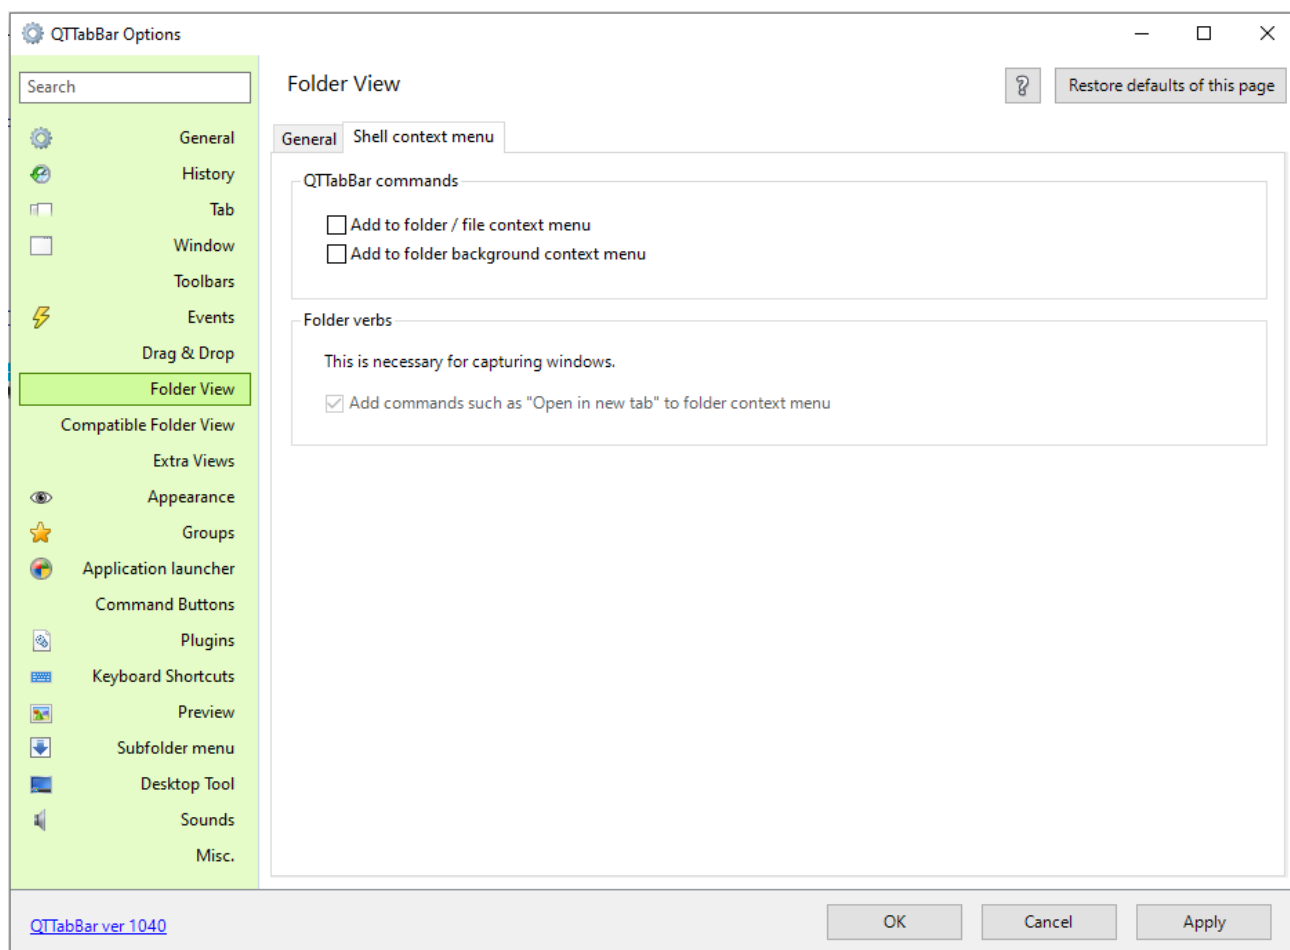 QTTabBar Options
Search
Folder View
Restore defaults of this page
General
History
Tab
Window
Toolbars
Events
Drag & Drop
Folder View
Compatible Folder View
Extra Views
Appearance
Groups
Application launcher
Command Buttons
Plugins
Keyboard Shortcuts
Preview
Subfolder menu
Desktop Tool
Sounds
Misc.
General
Shell context menu
QTTabBar commands
Add to folder / file context menu
Add to folder background context menu
Folder verbs
This is necessary for capturing windows.
Add commands such as "Open in new tab" to folder context menu
QTTabBar ver 1040
OK
Cancel
Apply